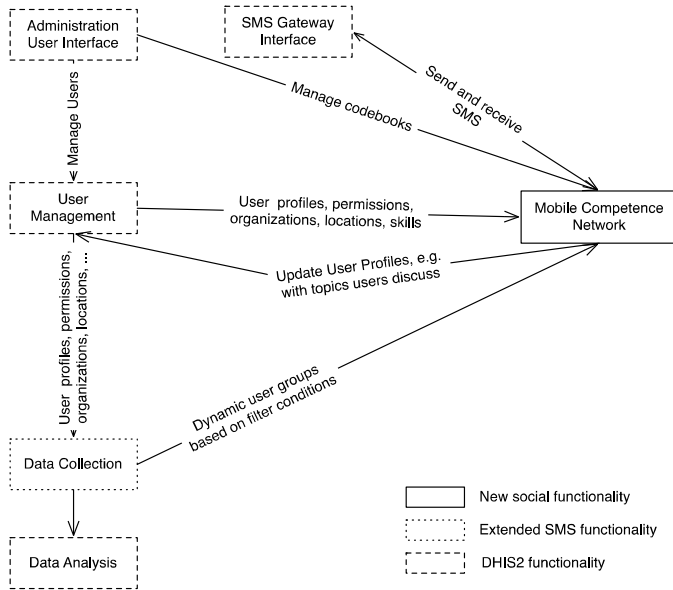 Administration
User Interface
SMS Gateway
Interface
Send and receive
SMS
Manage codebooks
Manage Users
User
Management
User profiles, permissions,
organizations, locations, skills
Mobile Competence
Network
Update User Profiles, e.g.
with topics users discuss
User profiles, permissions,
organizations, locations, ...
Dynamic user groups
based on filter conditions
Data Collection
Data Analysis
New social functionality
Extended SMS functionality
DHIS2 functionality